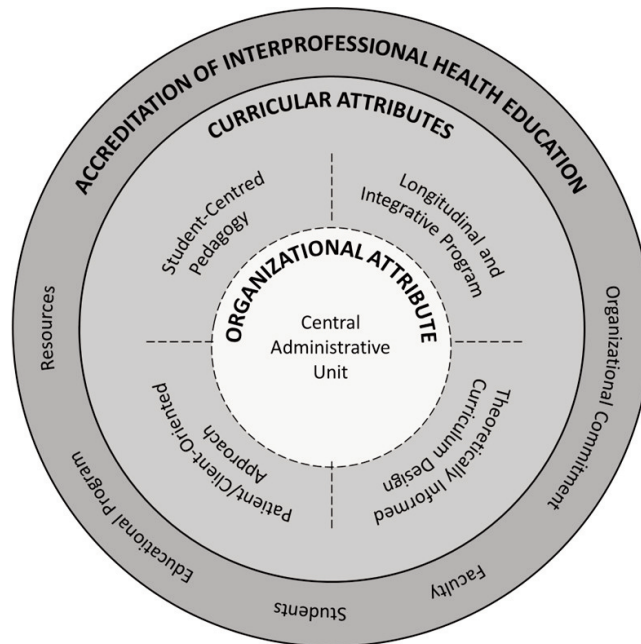 ACCREDITATION OF INTERPROFESSIONAL HEALTH EDUCATION
CURRICULAR ATTRIBUTES
Student-Centred
Pedagogy
Longitudinal and
Integrative Program
ORGANIZATIONAL ATTRIBUTE
Central
Administrative
Unit
Patient/Client-Oriented
Approach
Theoretically Informed
Curriculum Design
Resources
Educational Program
Students
Faculty
Organizational Commitment